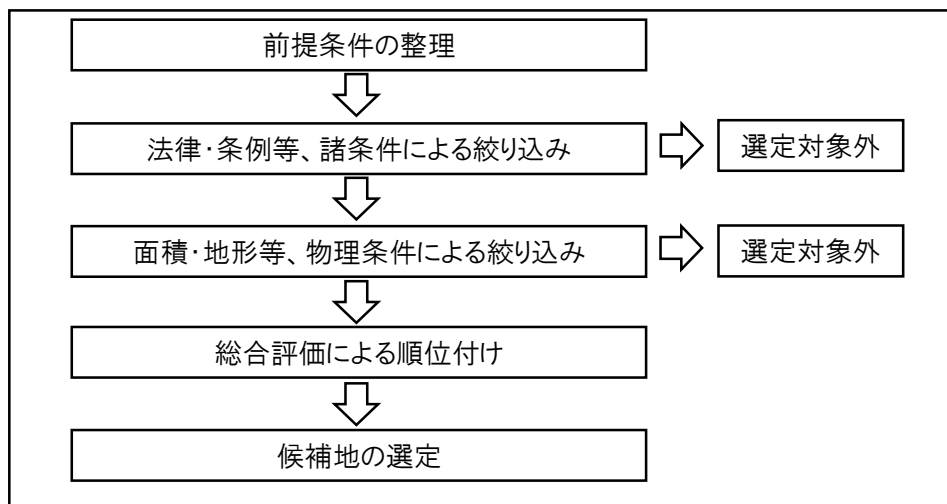 前提条件の整理
法律・条例等、諸条件による絞り込み
選定対象外
面積・地形等、物理条件による絞り込み
選定対象外
総合評価による順位付け
候補地の選定